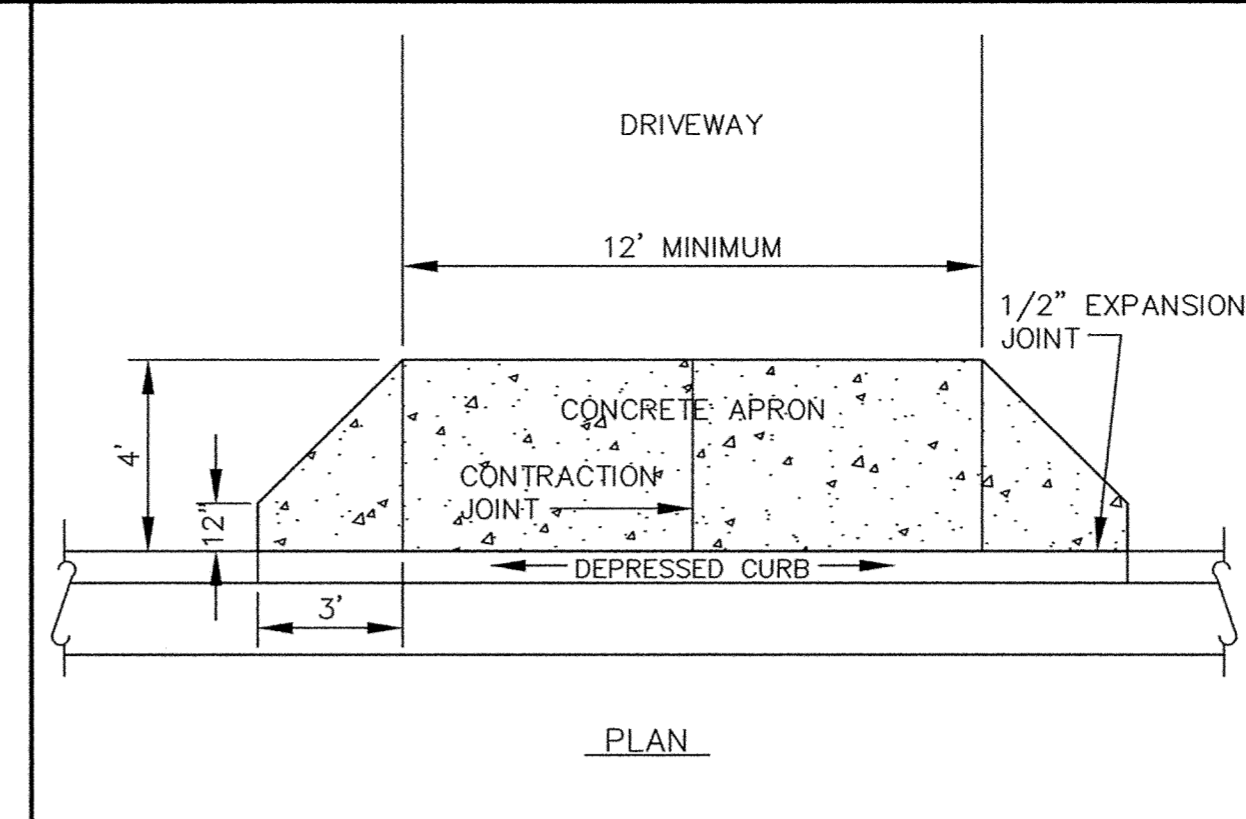 DRIVEWAY
12' MINIMUM
1/2" EXPANSION
JOINT
CONCRETE APRON
4'
CONTRACTION
JOINT
12"
DEPRESSED CURB
3'
PLAN